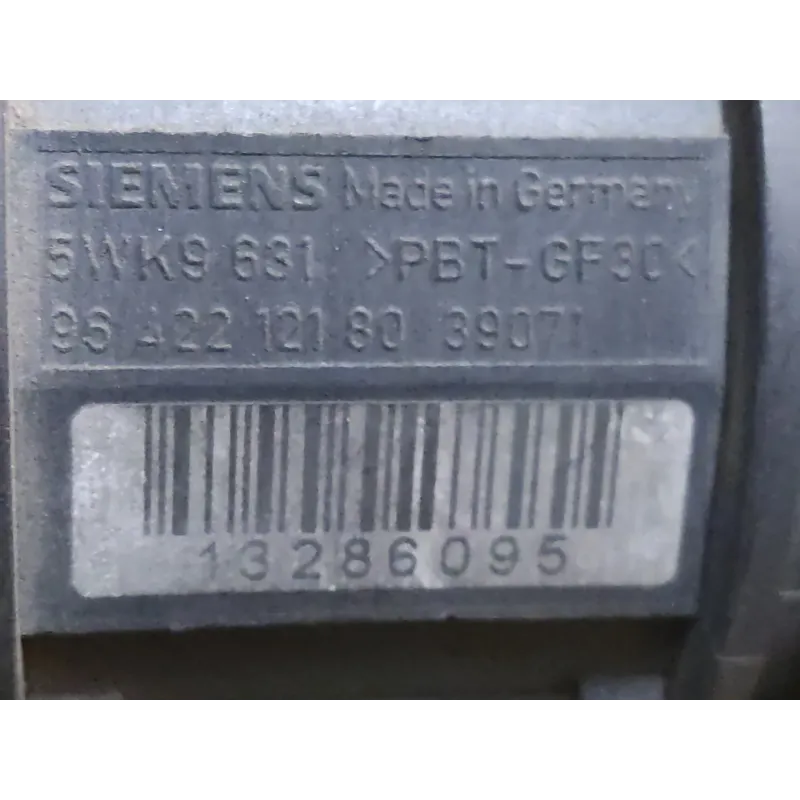 SIEMENS Made in Germany
5WK9 631 >PBT-GF30<
96 422 121 80 39071
13286095